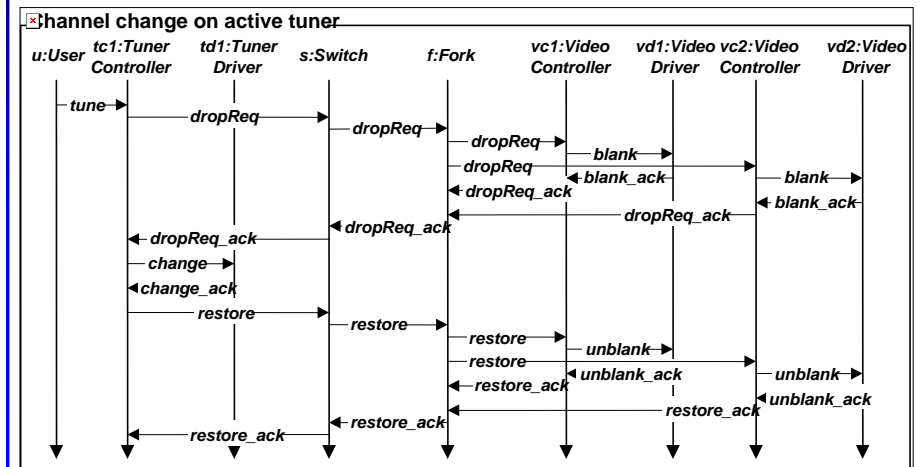 Channel change on active tuner
u:User tc1:Tuner td1:Tuner s:Switch f:Fork vc1:Video vd1:Video vc2:Video vd2:Video
Controller Driver Controller Driver Controller Driver
tune
dropReq
dropReq
dropReq
blank
dropReq
blank_ack blank
dropReq_ack
blank_ack
dropReq_ack
dropReq_ack
dropReq_ack
change
change_ack
restore
restore
restore
unblank
restore
unblank_ack unblank
restore_ack
unblank_ack
restore_ack
restore_ack
restore_ack